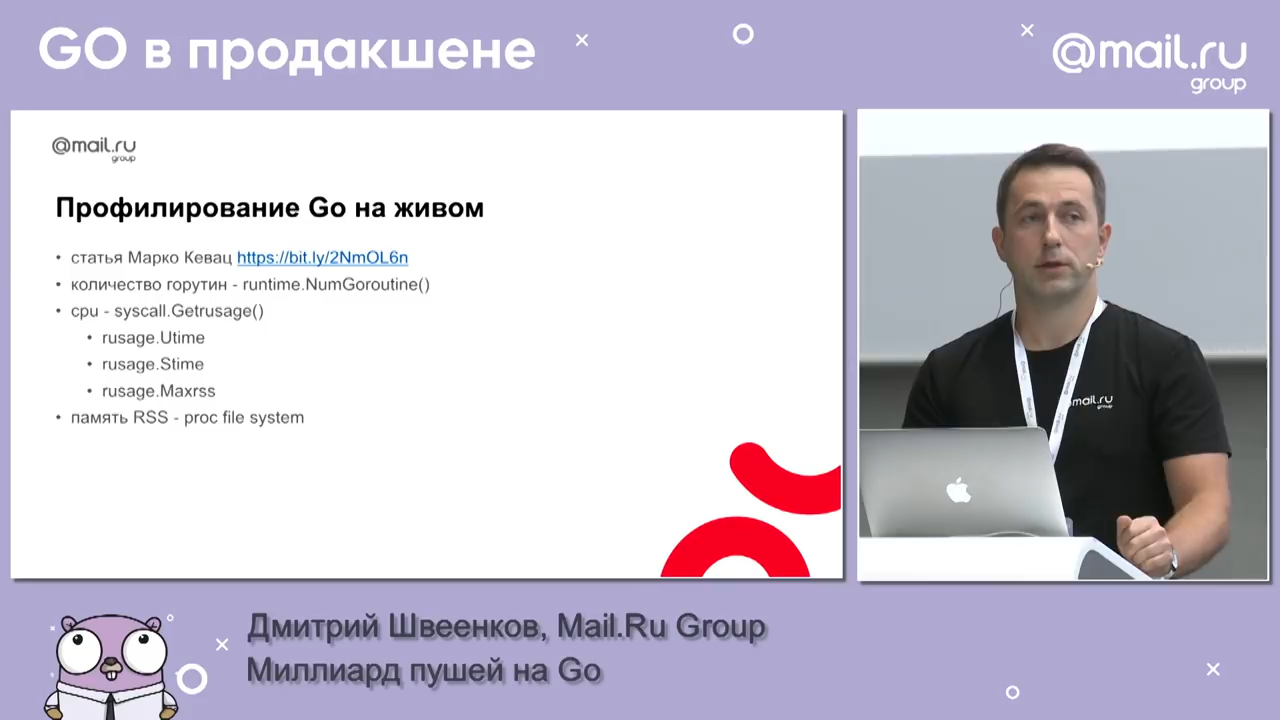 GO в продакшене
@mail.ru
group
@mail.ru
group
Профилирование Go на живом
• статья Марко Кевац https://bit.ly/2NmOL6n
• количество горутин - runtime.NumGoroutine()
• cpu - syscall.Getrusage()
• rusage.Utime
• rusage.Stime
• rusage.Maxrss
• память RSS - proc file system
@mail.ru
group
Дмитрий Швеенков, Mail.Ru Group
Миллиард пушей на Go